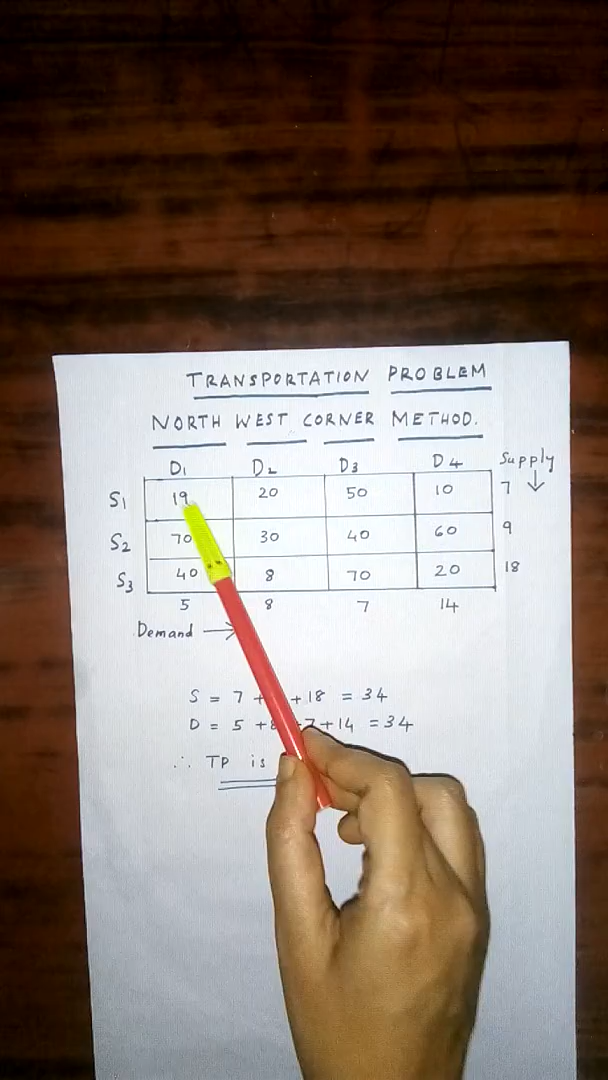 TRANSPORTATION PROBLEM
NORTH WEST CORNER METHOD.
D1 D2 D3 D4 Supply
S1 19 20 50 10 7
S2 70 30 40 60 9
S3 40 8 70 20 18
5 8 7 14
Demand
S = 7 + +18 = 34
D = 5 +8 +7+14 =34
∴ TP is